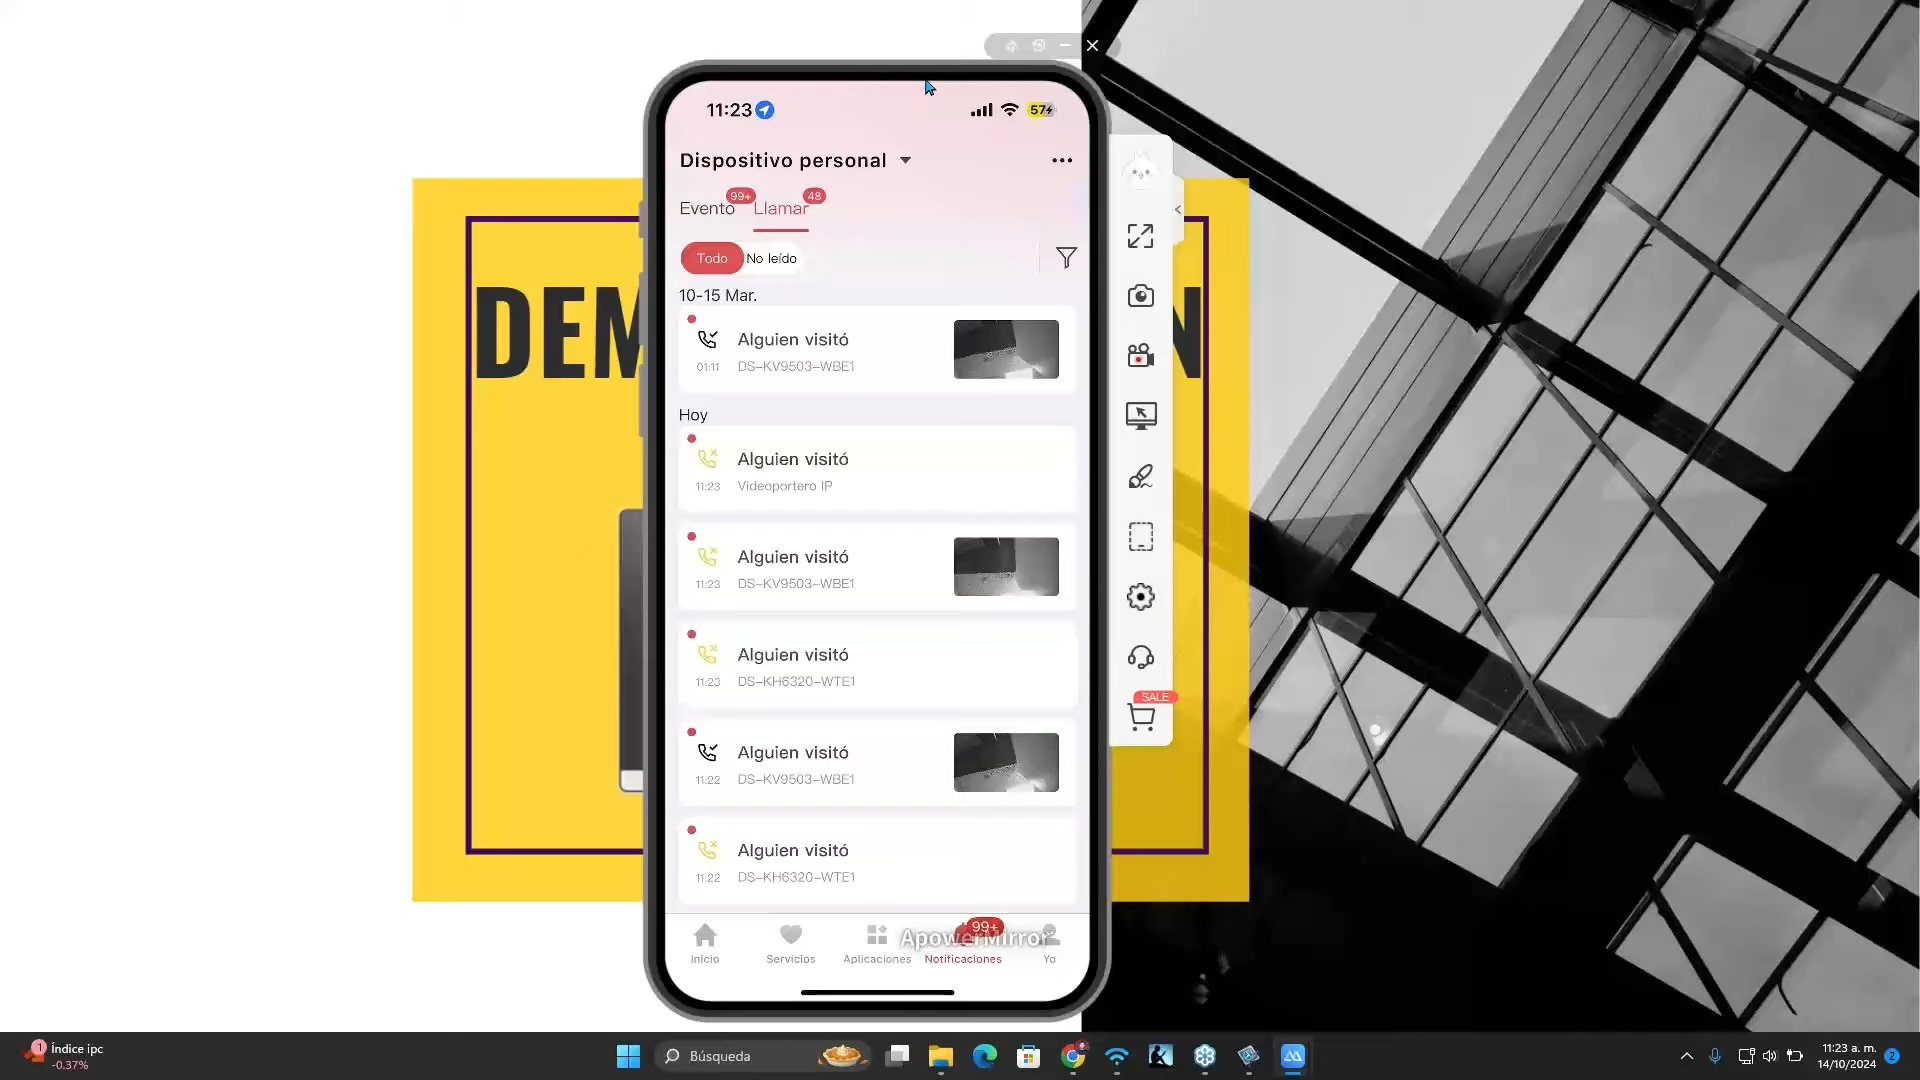 11:23
57
Dispositivo personal
Evento 99+ Llamar 48
Todo No leído
10-15 Mar.
Alguien visitó
01:11 DS-KV9503-WBE1
Hoy
Alguien visitó
11:23 Videoportero IP
Alguien visitó
11:23 DS-KV9503-WBE1
Alguien visitó
11:23 DS-KH6320-WTE1
Alguien visitó
11:22 DS-KV9503-WBE1
Alguien visitó
11:22 DS-KH6320-WTE1
99+
ApowerMirror
Inicio Servicios Aplicaciones Notificaciones Yo
SALE
DEM
N
1 Índice ipc
-0.37%
Búsqueda
11:23 a. m.
14/10/2024
2